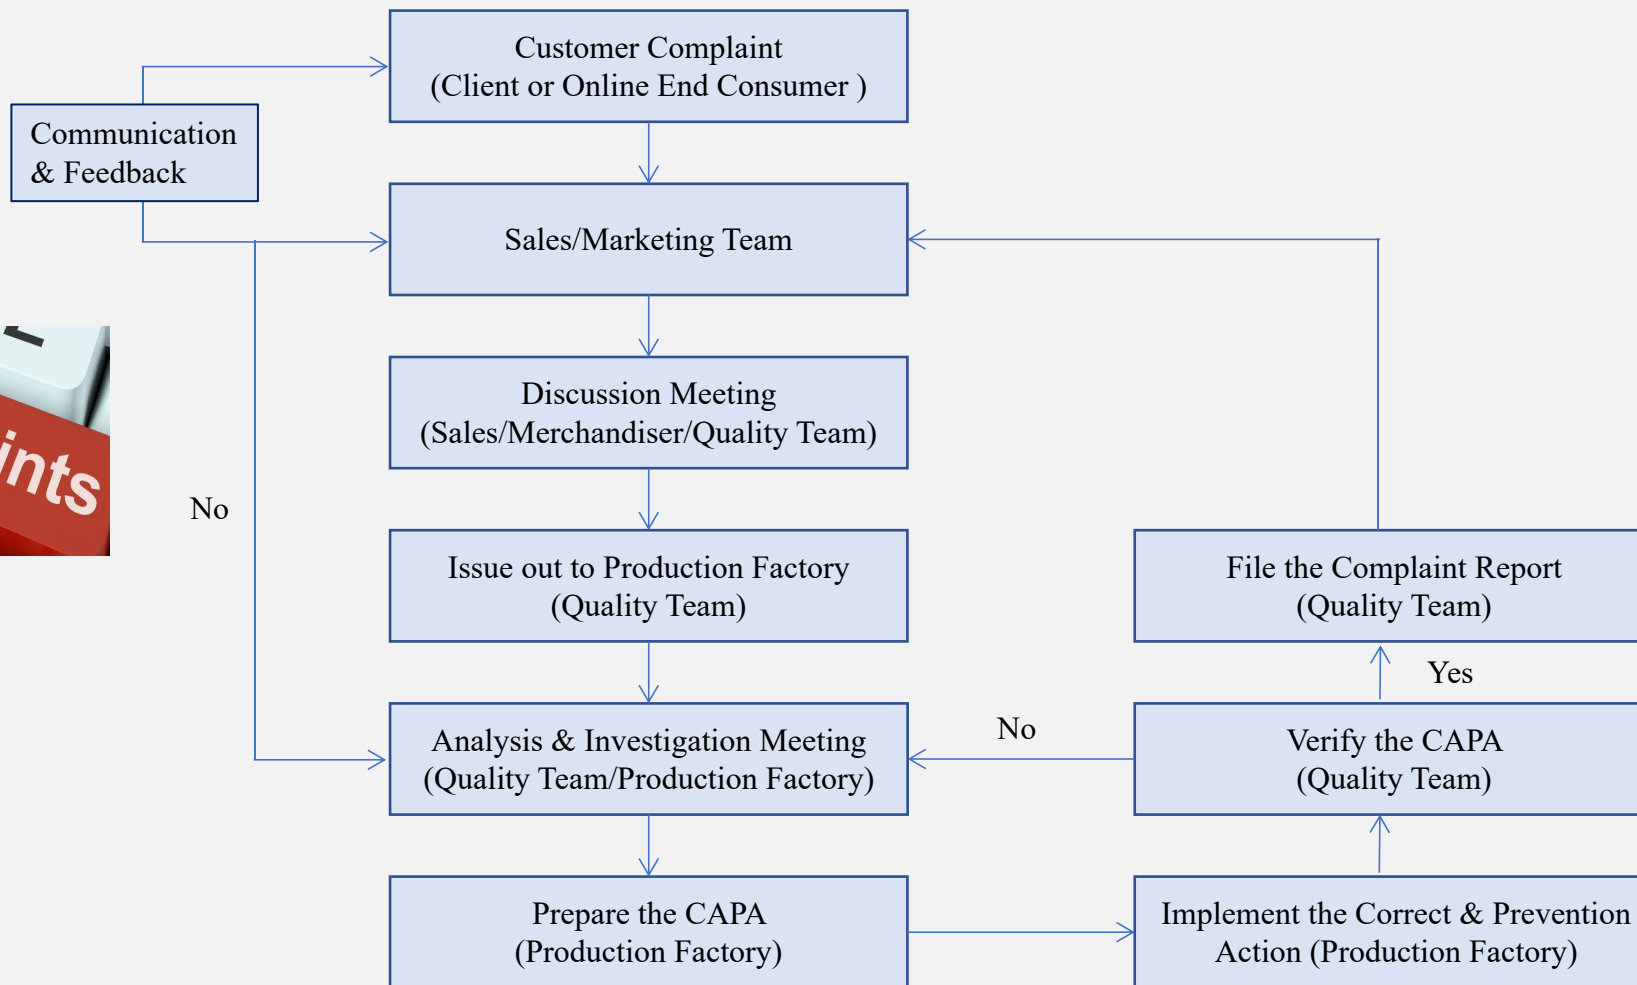 Customer Complaint
(Client or Online End Consumer )
Communication
& Feedback
Sales/Marketing Team
Discussion Meeting
(Sales/Merchandiser/Quality Team)
ints
No
Issue out to Production Factory
(Quality Team)
File the Complaint Report
(Quality Team)
Yes
Analysis & Investigation Meeting
(Quality Team/Production Factory)
No
Verify the CAPA
(Quality Team)
Prepare the CAPA
(Production Factory)
Implement the Correct & Prevention
Action (Production Factory)